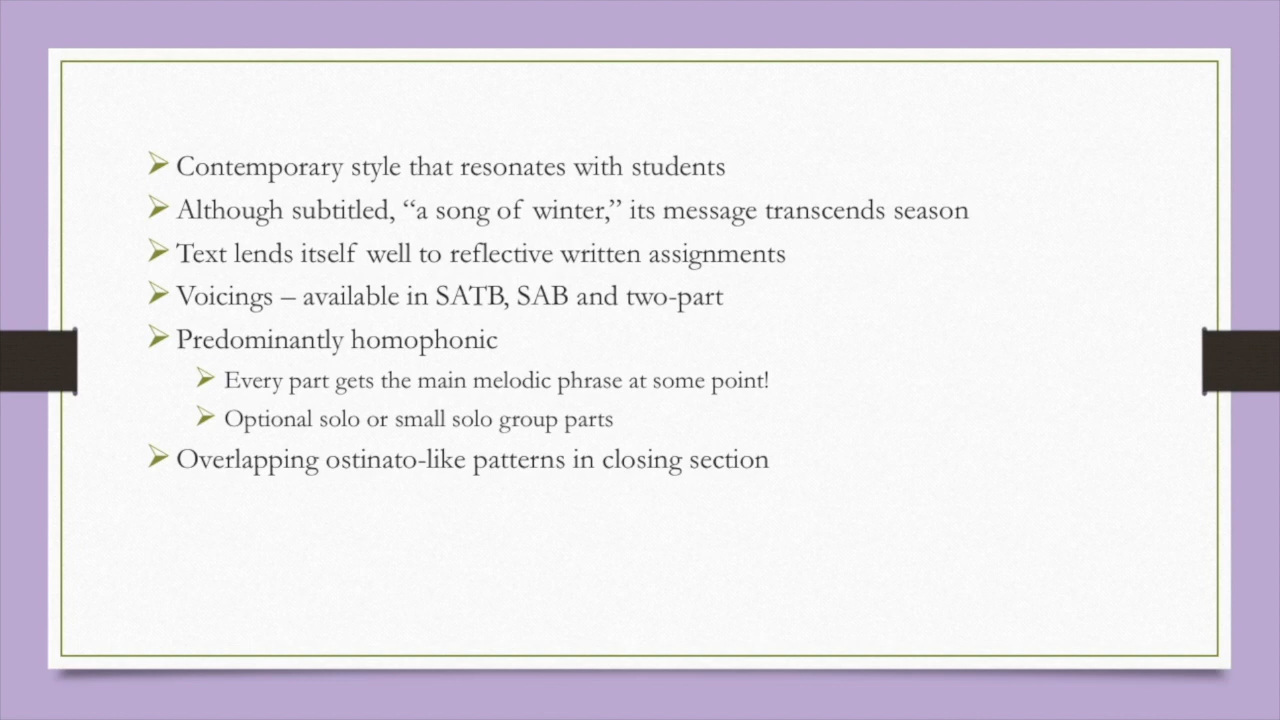 Contemporary style that resonates with students
Although subtitled, “a song of winter,” its message transcends season
Text lends itself well to reflective written assignments
Voicings – available in SATB, SAB and two-part
Predominantly homophonic
Every part gets the main melodic phrase at some point!
Optional solo or small solo group parts
Overlapping ostinato-like patterns in closing section